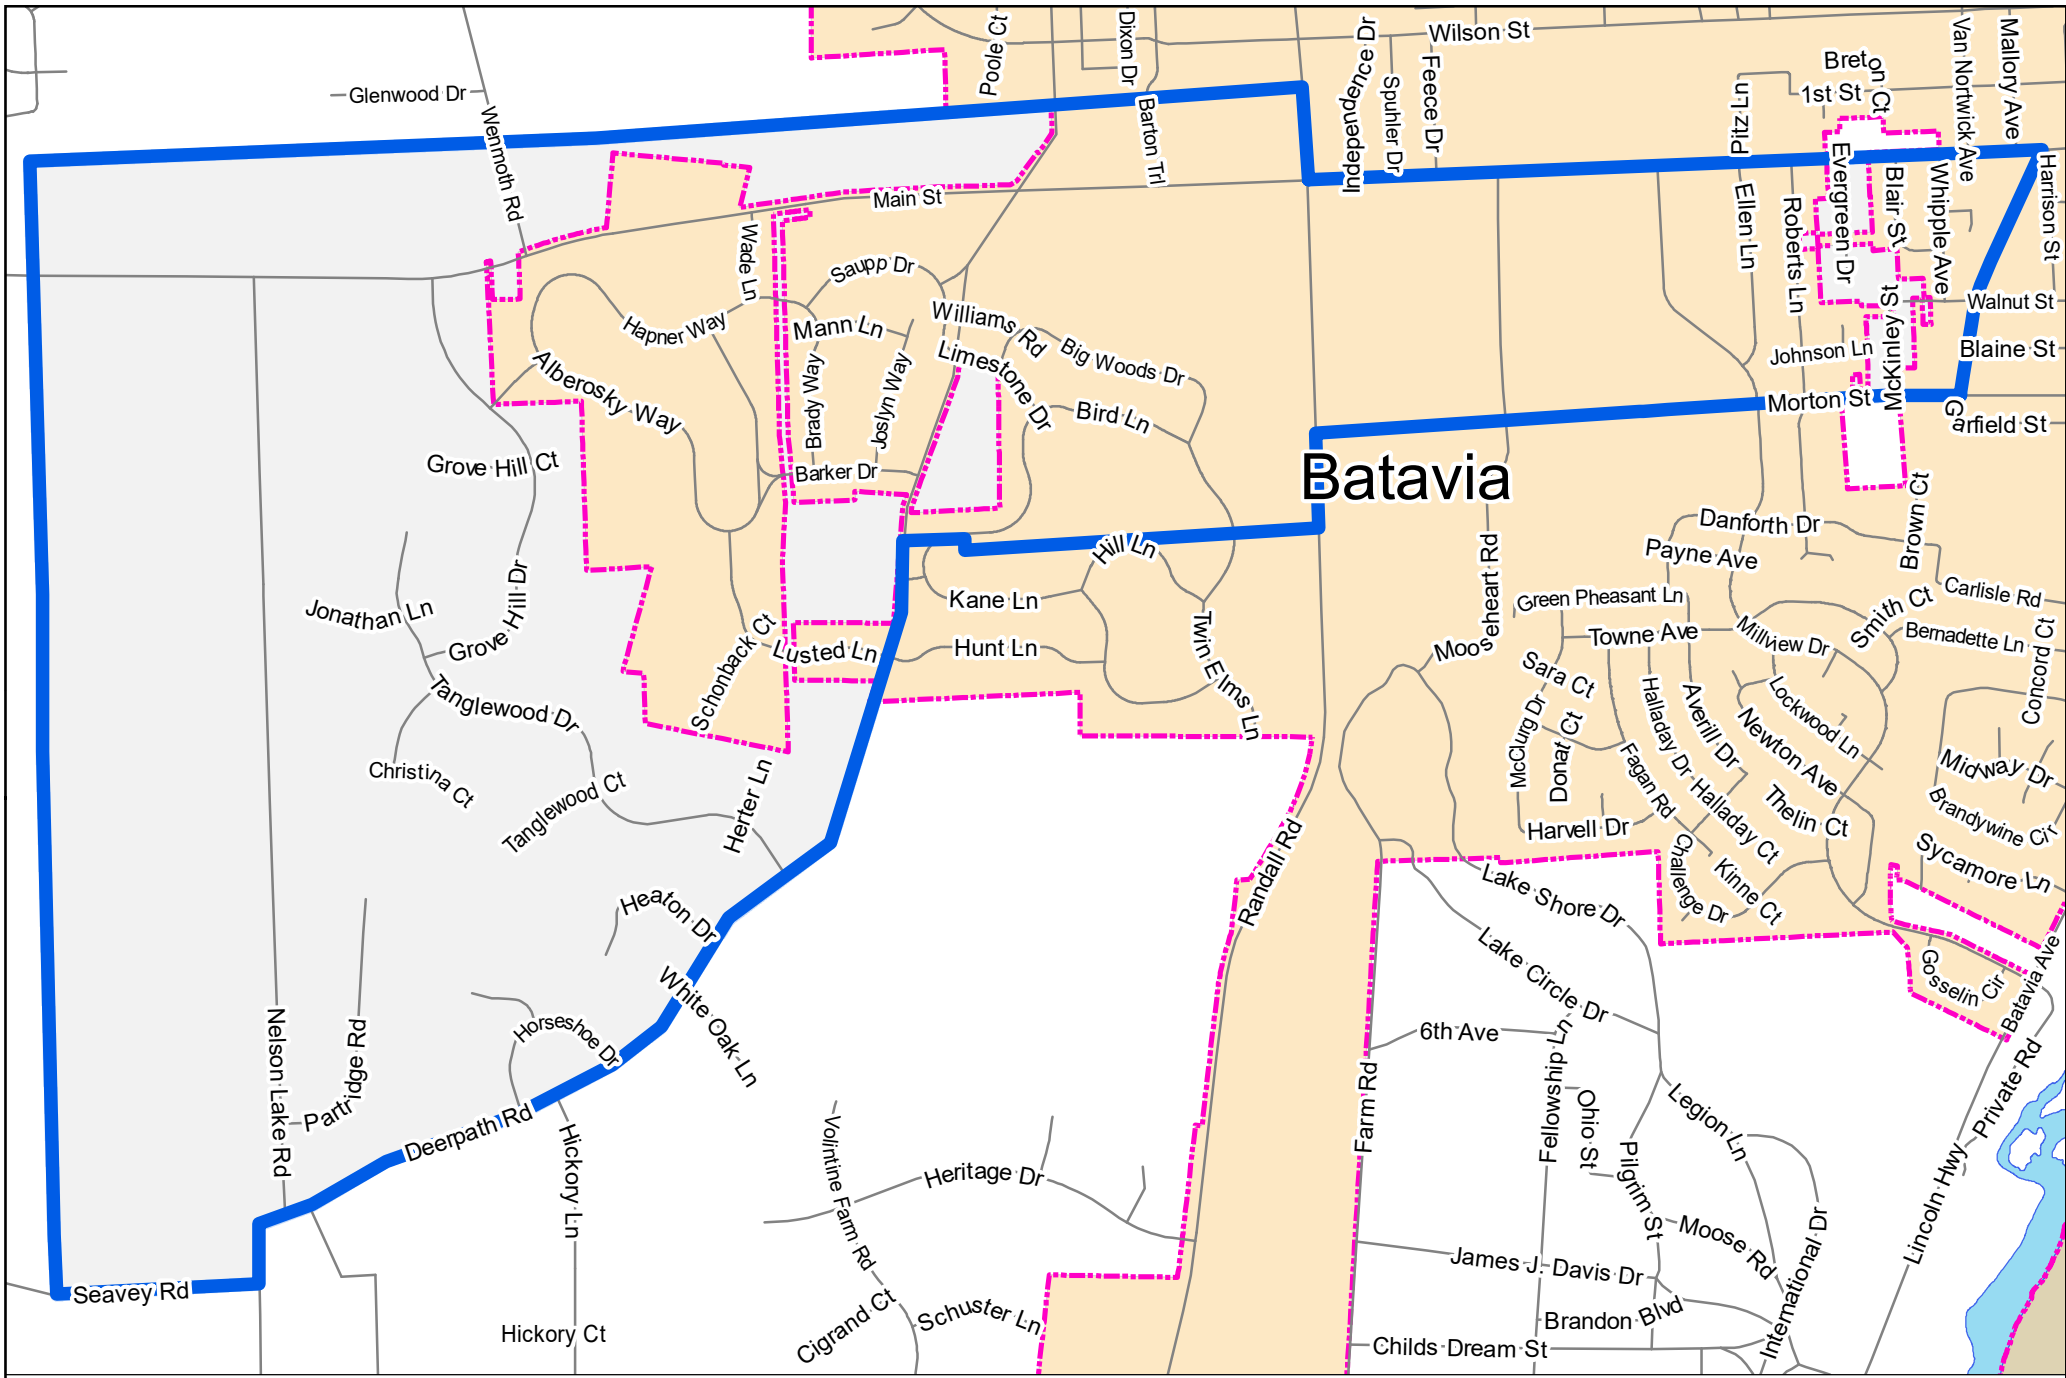 Poole Ct
Dixon Dr
Independence Dr
Wilson St
Van Nortwick Ave
Mallory Ave
Glenwood Dr
Wenmoth Rd
Barton Trl
Spuhler Dr
Feece Dr
Pitz Ln
Breton Ct
1st St
Evergreen Dr
Blair St
Whipple Ave
Harrison St
Main St
Wade Ln
Ellen Ln
Roberts Ln
Saupp Dr
Hapner Way
Mann Ln
Williams Rd
Big Woods Dr
Walnut St
McKinley St
Johnson Ln
Blaine St
Alberosky Way
Brady Way
Joslyn Way
Limestone Dr
Bird Ln
Morton St
Garfield St
Grove Hill Ct
Barker Dr
Batavia
Danforth Dr
Brown Ct
Payne Ave
Hill Ln
Mooseheart Rd
Jonathan Ln
Grove Hill Dr
Kane Ln
Green Pheasant Ln
Carlisle Rd
Smith Ct
Towne Ave
Millview Dr
Bernadette Ln
Concord Ct
Schonback Ct
Lusted Ln
Hunt Ln
Twin Elms Ln
Sara Ct
Tanglewood Dr
McClurg Dr
Donat Ct
Halladay Dr
Averill Dr
Lockwood Ln
Newton Ave
Christina Ct
Tanglewood Ct
Herter Ln
Fagan Rd
Halladay Ct
Thelin Ct
Midway Dr
Brandywine Cir
Harvell Dr
Randall Rd
Challenge Dr
Kinne Ct
Sycamore Ln
Heaton Dr
Lake Shore Dr
Lake Circle Dr
Gosselin Cir
Batavia Ave
White Oak Ln
Horseshoe Dr
Nelson Lake Rd
Partridge Rd
6th Ave
Fellowship Ln
Farm Rd
Ohio St
Legion Ln
Private Rd
Deerpath Rd
Hickory Ln
Volintine Farm Rd
Heritage Dr
Pilgrim St
Moose Rd
International Dr
Lincoln Hwy
James J. Davis Dr
Seavey Rd
Hickory Ct
Cigrand Ct
Schuster Ln
Brandon Blvd
Childs Dream St